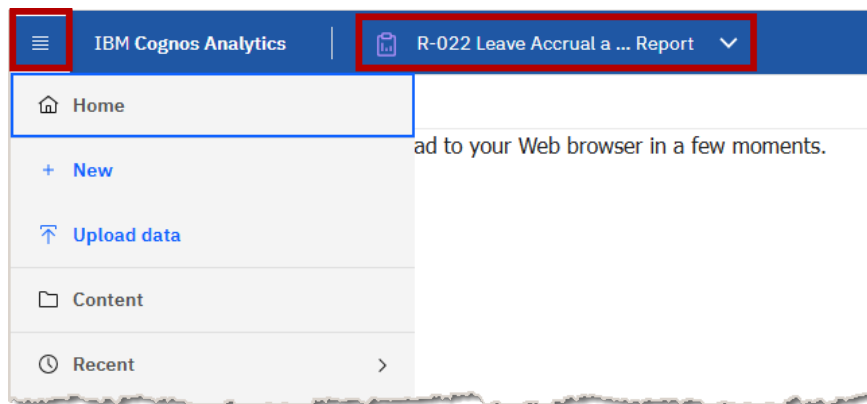 IBM Cognos Analytics
R-022 Leave Accrual a ... Report
Home
ad to your Web browser in a few moments.
+ New
Upload data
Content
Recent